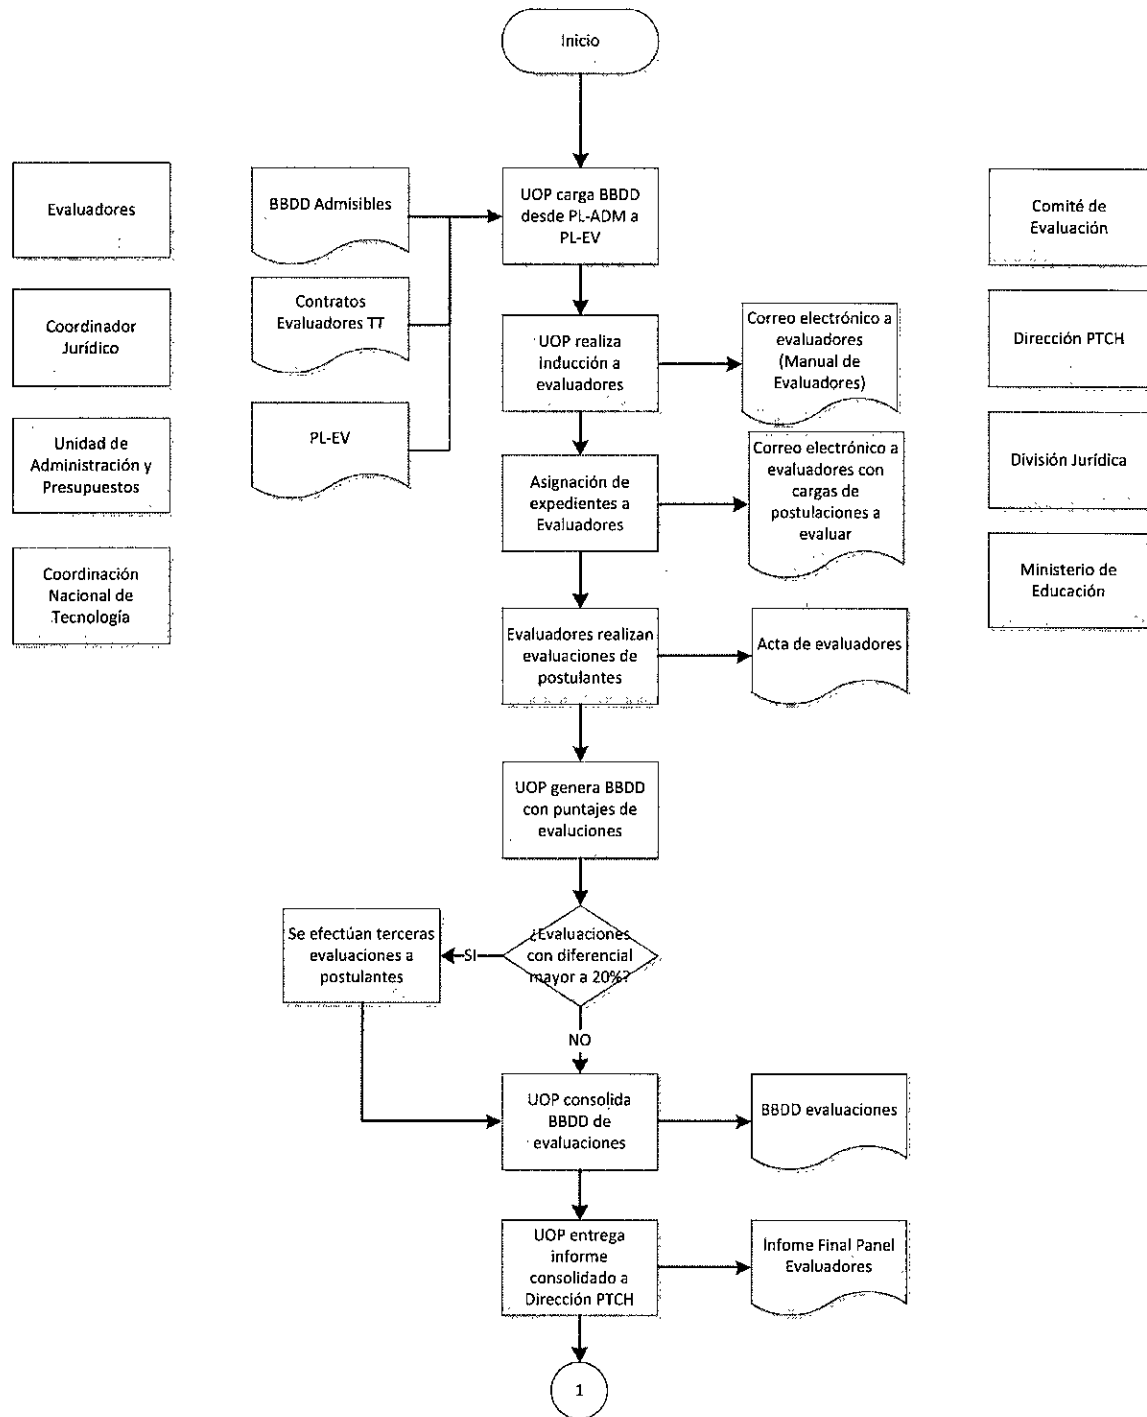 Inicio
Evaluadores
BBDD Admisibles
UOP carga BBDD
desde PL-ADM a
PL-EV
Comité de
Evaluación
Coordinador
Jurídico
Contratos
Evaluadores TT
UOP realiza
inducción a
evaluadores
Correo electrónico a
evaluadores
(Manual de
Evaluadores)
Dirección PTCH
Unidad de
Administración y
Presupuestos
PL-EV
Asignación de
expedientes a
Evaluadores
Correo electrónico a
evaluadores con
cargas de
postulaciones a
evaluar
División Jurídica
Coordinación
Nacional de
Tecnología
Ministerio de
Educación
Evaluadores realizan
evaluaciones de
postulantes
Acta de evaluadores
UOP genera BBDD
con puntajes de
evaluciones
Se efectúan terceras
evaluaciones a
postulantes
SI
¿Evaluaciones
con diferencial
mayor a 20%?
NO
UOP consolida
BBDD de
evaluaciones
BBDD evaluaciones
UOP entrega
informe
consolidado a
Dirección PTCH
Infome Final Panel
Evaluadores
1